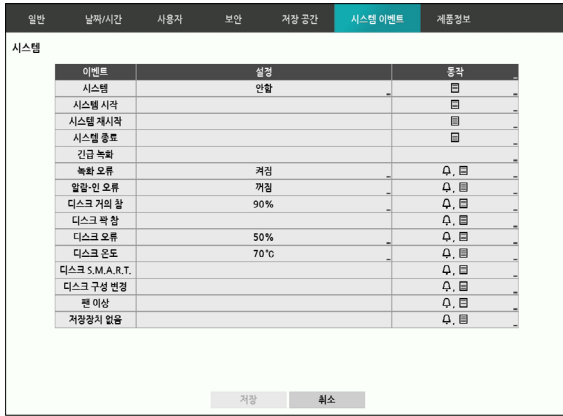 일반 날짜/시간 사용자 보안 저장 공간 시스템 이벤트 제품정보
시스템
이벤트 설정 동작
시스템 안함
시스템 시작
시스템 재시작
시스템 종료
긴급 녹화
녹화 오류 켜짐
알람-인 오류 꺼짐
디스크 거의 참 90%
디스크 꽉 참
디스크 오류 50%
디스크 온도 70°C
디스크 S.M.A.R.T.
디스크 구성 변경
팬 이상
저장장치 없음
저장 취소